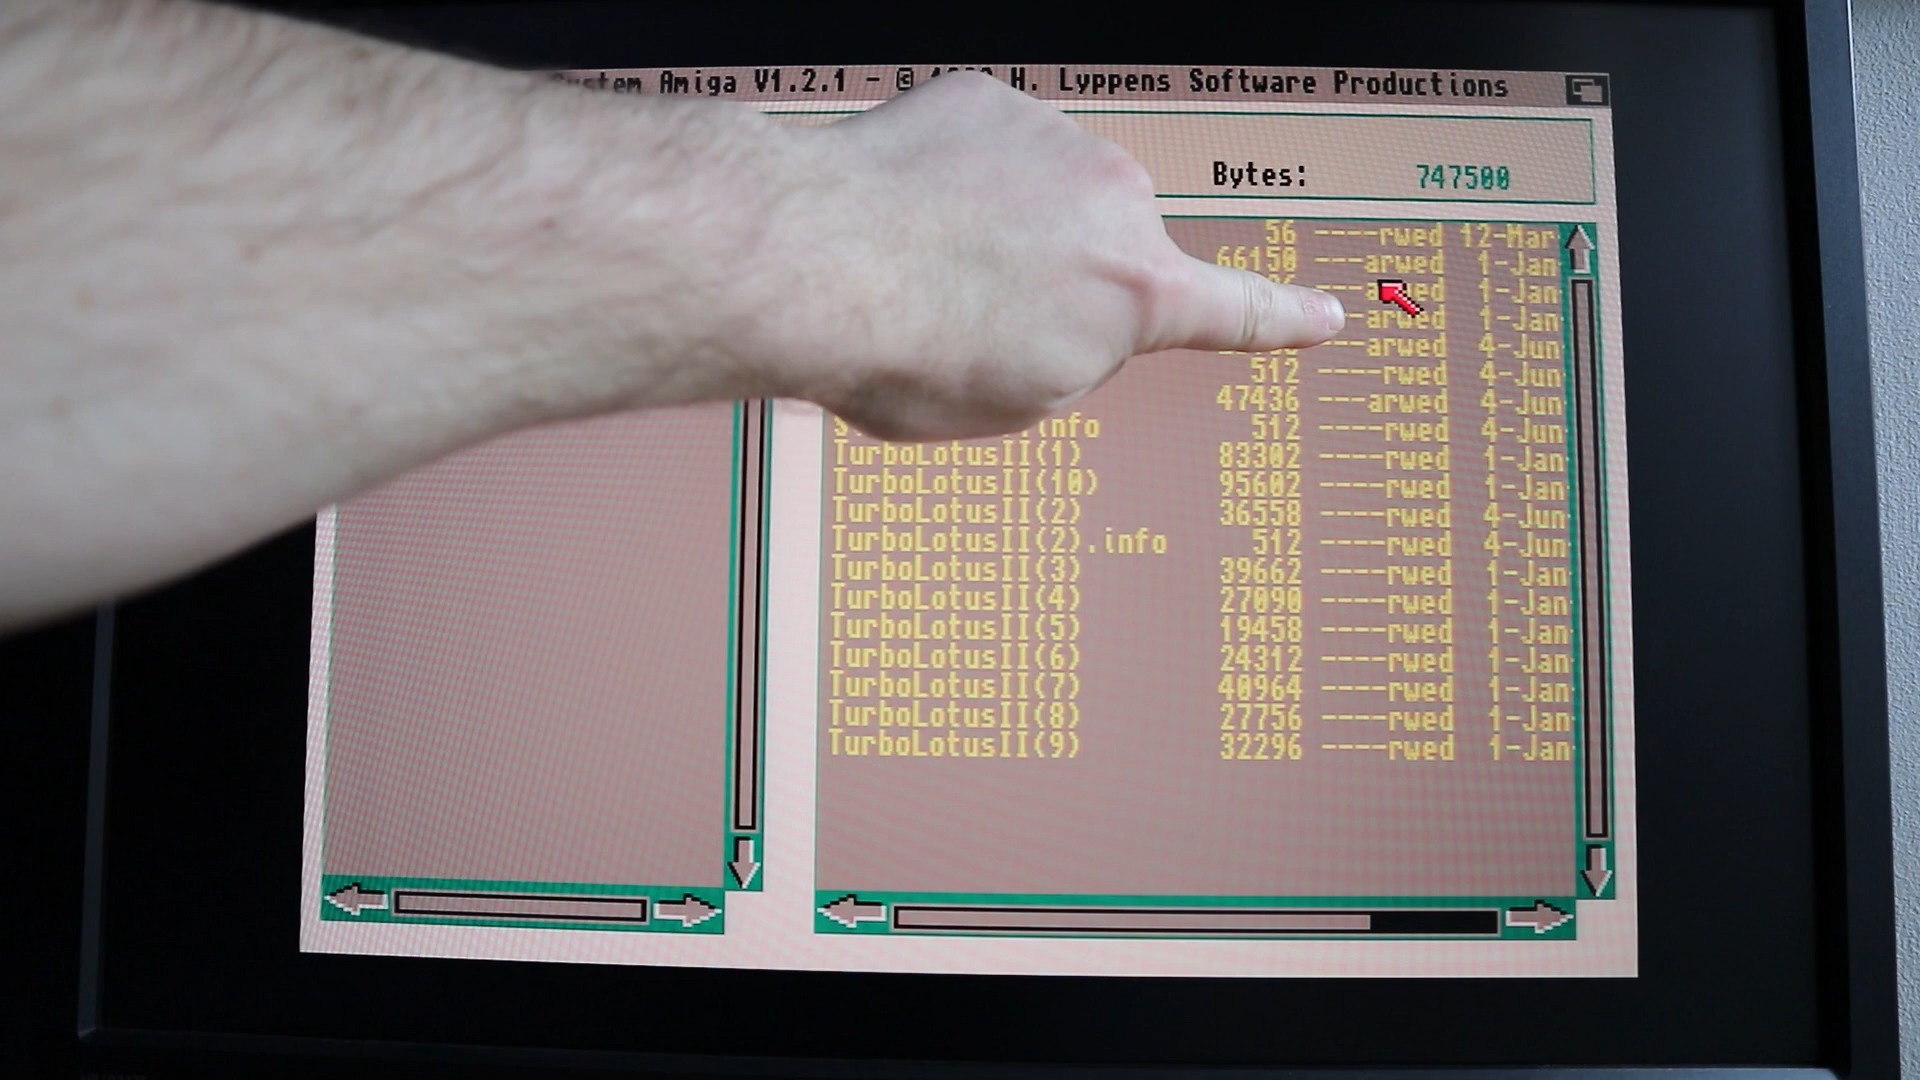 Amiga V1.2.1 - © H. Lyppens Software Productions
Bytes: 747500
56 ----rwed 12-Mar
66150 ---arwed 1-Jan
1-Jan
-arwed 1-Jan
---arwed 4-Jun
512 ----rwed 4-Jun
47436 ---arwed 4-Jun
.info 512 ----rwed 4-Jun
TurboLotusII(1) 83302 ----rwed 1-Jan
TurboLotusII(10) 95602 ----rwed 1-Jan
TurboLotusII(2) 36558 ----rwed 4-Jun
TurboLotusII(2).info 512 ----rwed 4-Jun
TurboLotusII(3) 39662 ----rwed 1-Jan
TurboLotusII(4) 27090 ----rwed 1-Jan
TurboLotusII(5) 19458 ----rwed 1-Jan
TurboLotusII(6) 24312 ----rwed 1-Jan
TurboLotusII(7) 40964 ----rwed 1-Jan
TurboLotusII(8) 27756 ----rwed 1-Jan
TurboLotusII(9) 32296 ----rwed 1-Jan